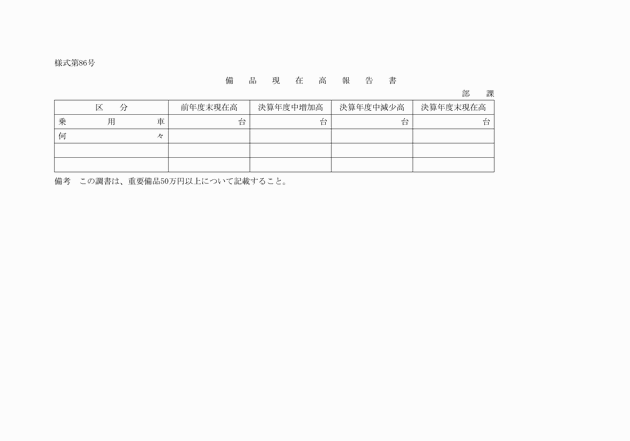 様式第86号
備品現在高報告書
部 課
区 分 前年度末現在高 決算年度中増加高 決算年度中減少高 決算年度末現在高
乗用車 台 台 台 台
何々
備考 この調書は、重要備品50万円以上について記載すること。